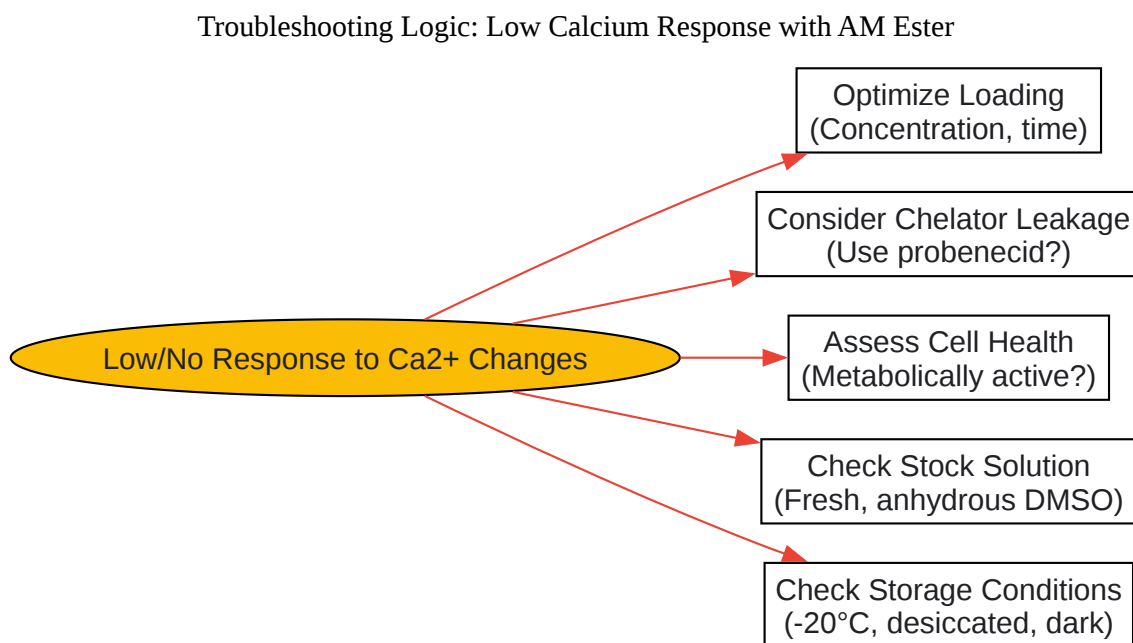 Troubleshooting Logic: Low Calcium Response with AM Ester
Optimize Loading
(Concentration, time)
Consider Chelator Leakage
(Use probenecid?)
Low/No Response to Ca2+ Changes
Assess Cell Health
(Metabolically active?)
Check Stock Solution
(Fresh, anhydrous DMSO)
Check Storage Conditions
(-20°C, desiccated, dark)